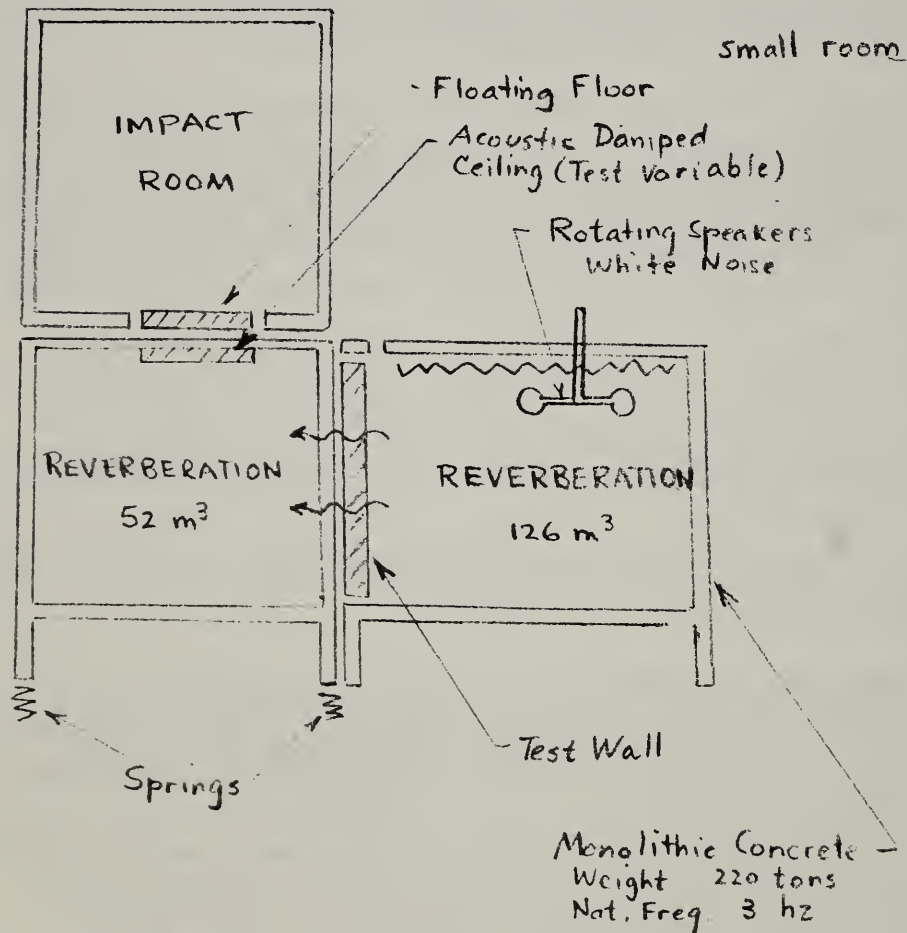 small room
IMPACT
ROOM
Floating Floor
Acoustic Damped
Ceiling (Test variable)
Rotating Speakers
White Noise
REVERBERATION
52 m³
REVERBERATION
126 m³
Test Wall
Springs
Monolithic Concrete
Weight 220 tons
Nat. Freq. 3 hz